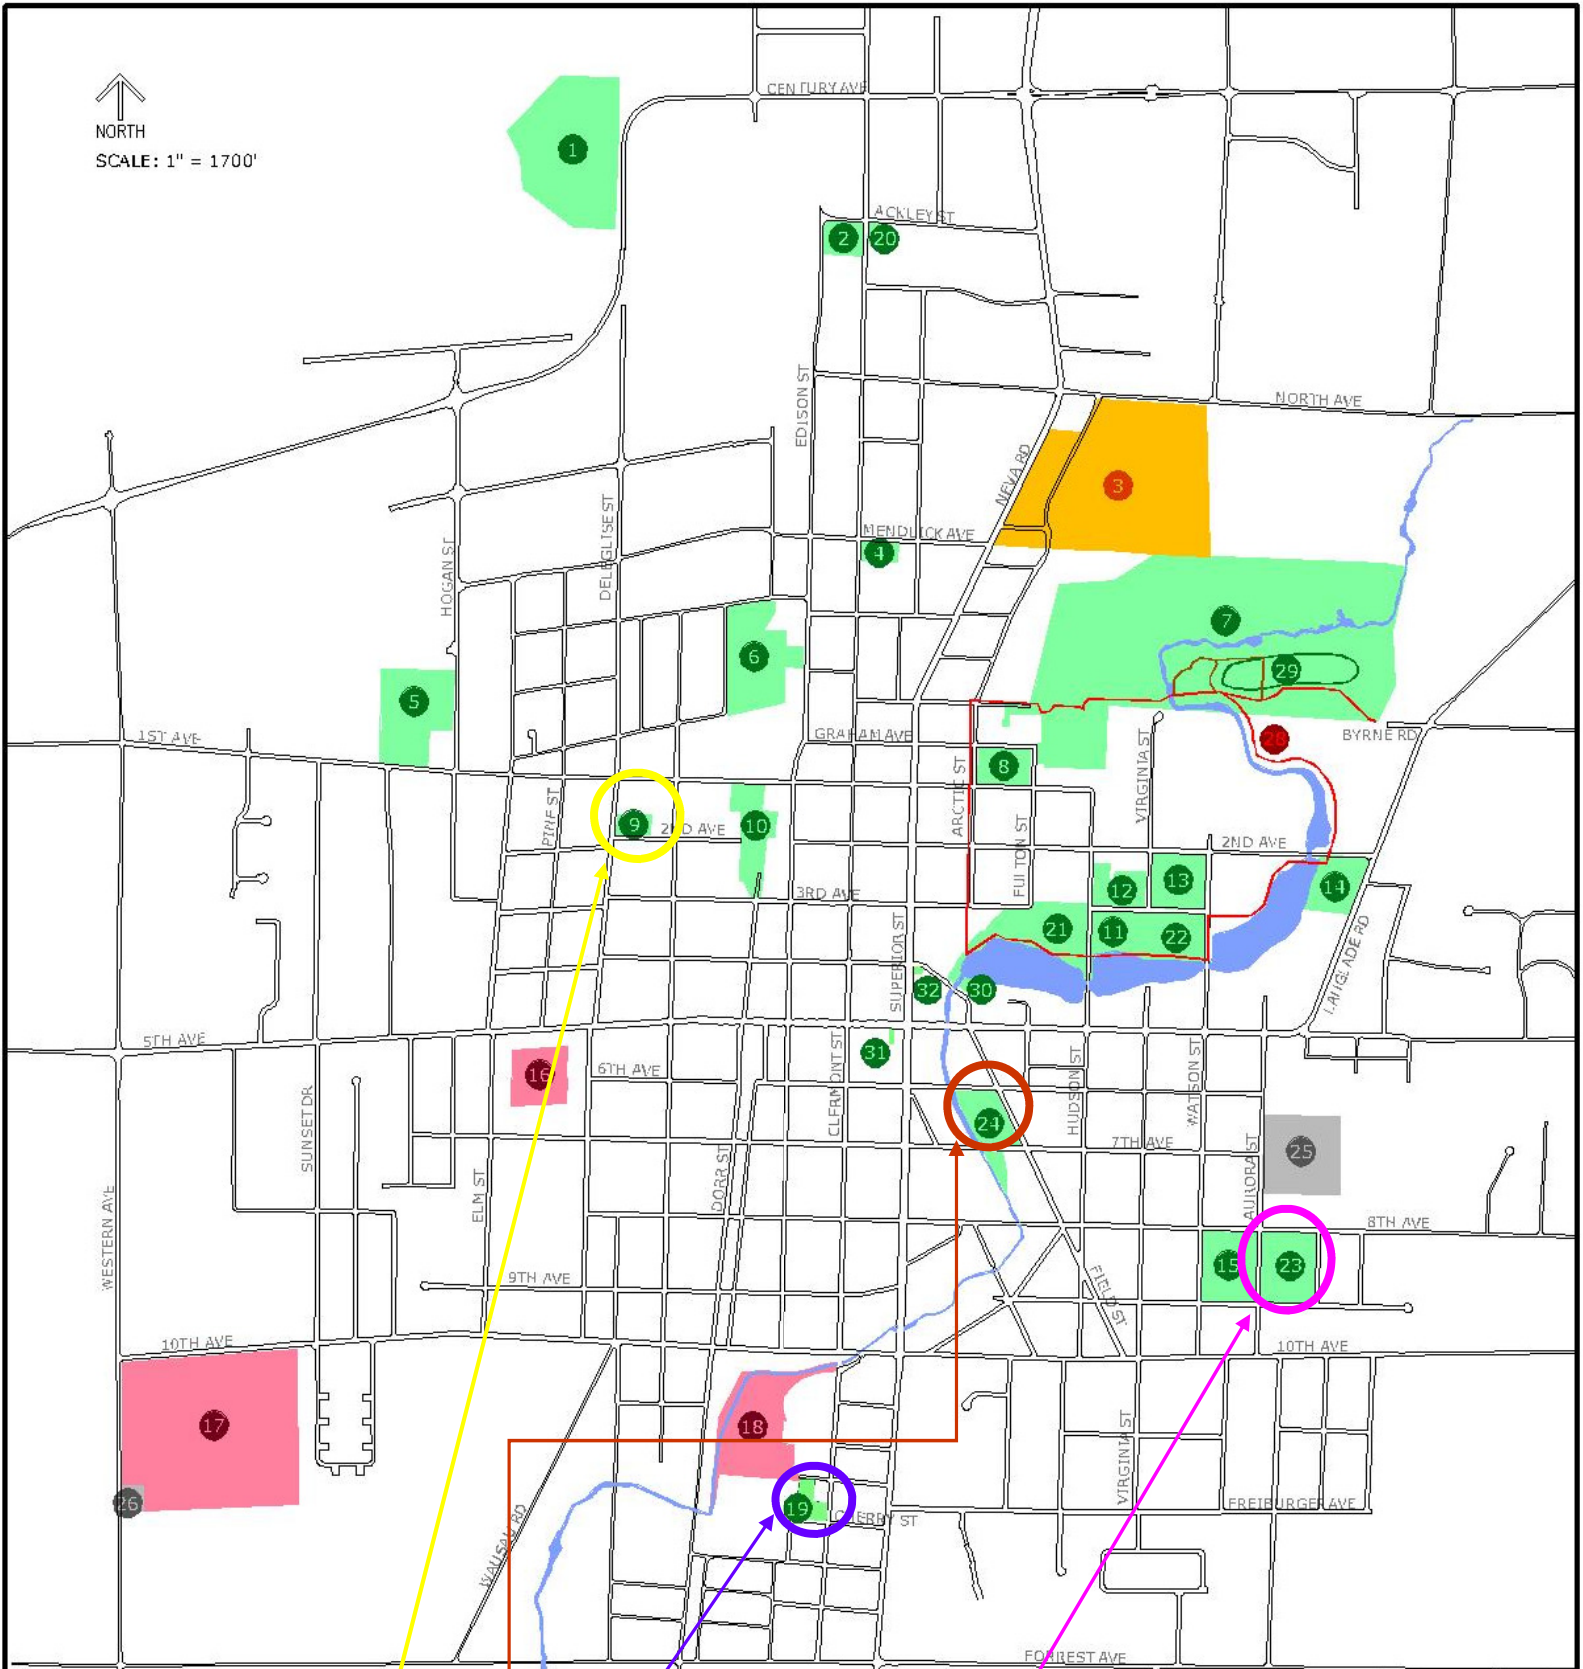 CENTURY AVE
NORTH
SCALE: 1" = 1700'
1
ACKLEY ST
2
20
EDISON ST
NORTH AVE
NEVA RD
3
DELEGLISE ST
MENDLICK AVE
4
HOGAN ST
7
6
29
5
1ST AVE
GRAHAM AVE
28
BYRNE RD
VIRGINIA ST
8
ARCTIC ST
PINE ST
9
2ND AVE
10
FULTON ST
2ND AVE
3RD AVE
12
13
14
SUPERIOR ST
21
11
22
LANGLADE RD
32
30
5TH AVE
CLERMONT ST
31
HUDSON ST
WATSON ST
16
6TH AVE
SUNSET DR
24
7TH AVE
AURORA ST
25
WESTERN AVE
ELM ST
DORR ST
8TH AVE
15
23
9TH AVE
FIELD ST
10TH AVE
10TH AVE
17
18
VIRGINIA ST
26
19
CHERRY ST
FREIBURGER AVE
WAUSAU RD
FORREST AVE